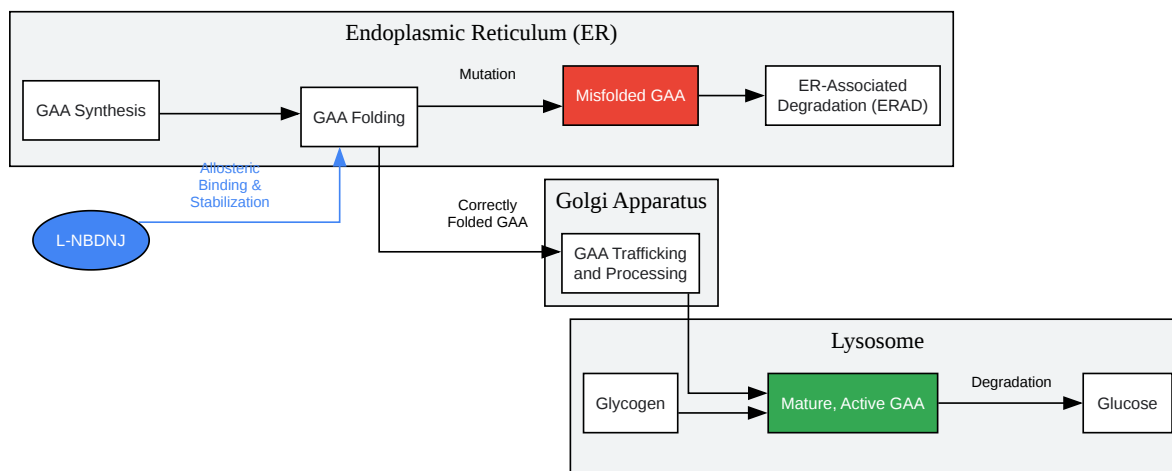 Endoplasmic Reticulum (ER)
GAA Synthesis
GAA Folding
Mutation
Misfolded GAA
ER-Associated
Degradation (ERAD)
Allosteric
Binding &
Stabilization
L-NBDNJ
Correctly
Folded GAA
Golgi Apparatus
GAA Trafficking
and Processing
Lysosome
Glycogen
Mature, Active GAA
Degradation
Glucose